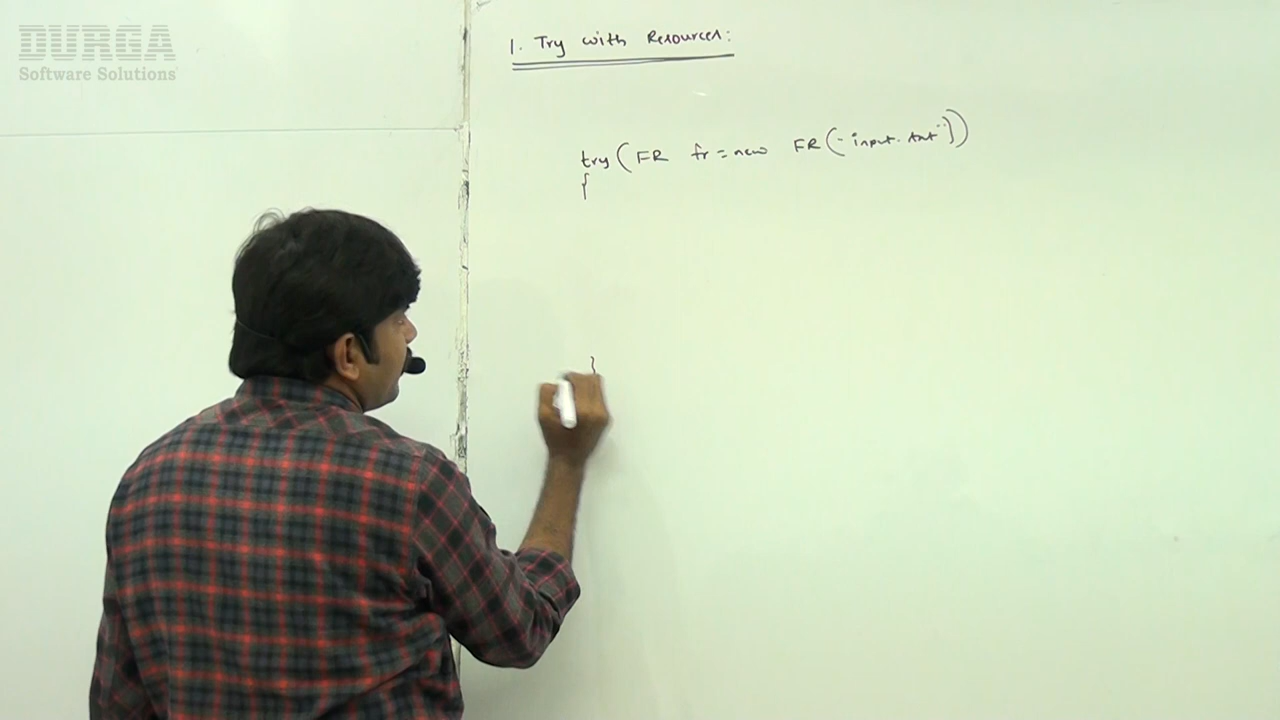 DURGA
Software Solutions
1. Try with Resources:
try(FR fr=new FR("input.txt"))
{
}